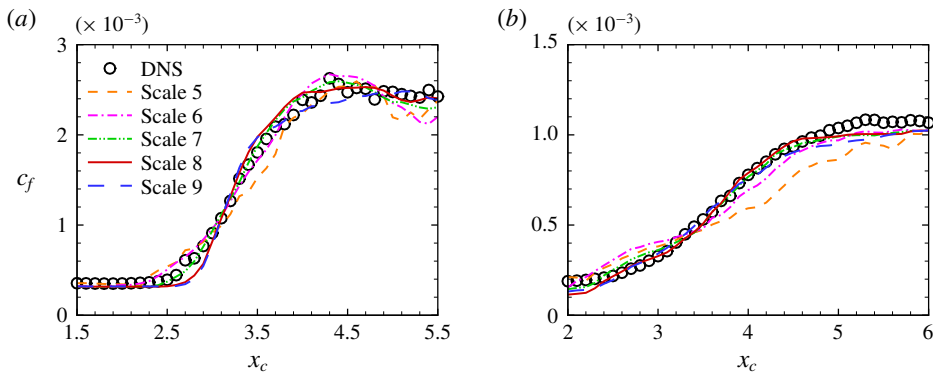 (a)
(× 10⁻³)
3
2
1
0
c_f
DNS
Scale 5
Scale 6
Scale 7
Scale 8
Scale 9
1.5 2.5 3.5 4.5 5.5
x_c
(b)
(× 10⁻³)
1.5
1.0
0.5
0
2 3 4 5 6
x_c